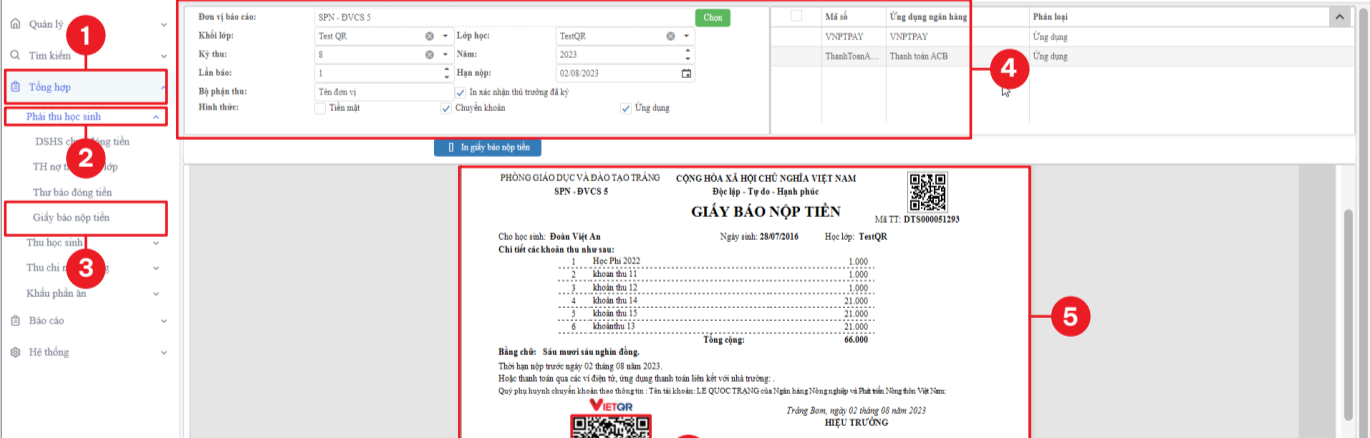 Quản lý
1
Tìm kiếm
Tổng hợp
Phải thu học sinh
DSHS đóng tiền
2
TH nợ lớp
Thư báo đóng tiền
Giấy báo nộp tiền
Thu học sinh
3
Thu chi
Khẩu phần ăn
Báo cáo
Hệ thống
Đơn vị báo cáo: SPN - ĐVCS 5 Chọn
Khối lớp: Test QR Lớp học: TestQR
Kỳ thu: 8 Năm: 2023
Lần báo: 1 Hạn nộp: 02/08/2023
Bộ phận thu: Tên đơn vị In xác nhận thủ trưởng đã ký
Hình thức: Tiền mặt Chuyển khoản Ứng dụng
Mã số Ứng dụng ngân hàng Phân loại
VNPTPAY VNPTPAY Ứng dụng
ThanhToanA... Thanh toán ACB Ứng dụng
4
In giấy báo nộp tiền
PHÒNG GIÁO DỤC VÀ ĐÀO TẠO TRẢNG CỘNG HÒA XÃ HỘI CHỦ NGHĨA VIỆT NAM
SPN - ĐVCS 5 Độc lập - Tự do - Hạnh phúc
GIẤY BÁO NỘP TIỀN
Mã TT: DTS000051293
Cho học sinh: Đoàn Việt An Ngày sinh: 28/07/2016 Học lớp: TestQR
Chi tiết các khoản thu như sau:
1 Học Phí 2022 1.000
2 khoản thu 11 1.000
3 khoản thu 12 1.000
4 khoản thu 14 21.000
5 khoản thu 15 21.000
6 khoảnthu 13 21.000
Tổng cộng: 66.000
5
Bằng chữ: Sáu mươi sáu nghìn đồng.
Thời hạn nộp trước ngày 02 tháng 08 năm 2023.
Hoặc thanh toán qua các ví điện tử, ứng dụng thanh toán liên kết với nhà trường: .
Quý phụ huynh chuyển khoản theo thông tin : Tên tài khoản: LE QUOC TRANG của Ngân hàng Nông nghiệp và Phát triển Nông thôn Việt Nam:
VIETQR
Trảng Bom, ngày 02 tháng 08 năm 2023
HIỆU TRƯỞNG